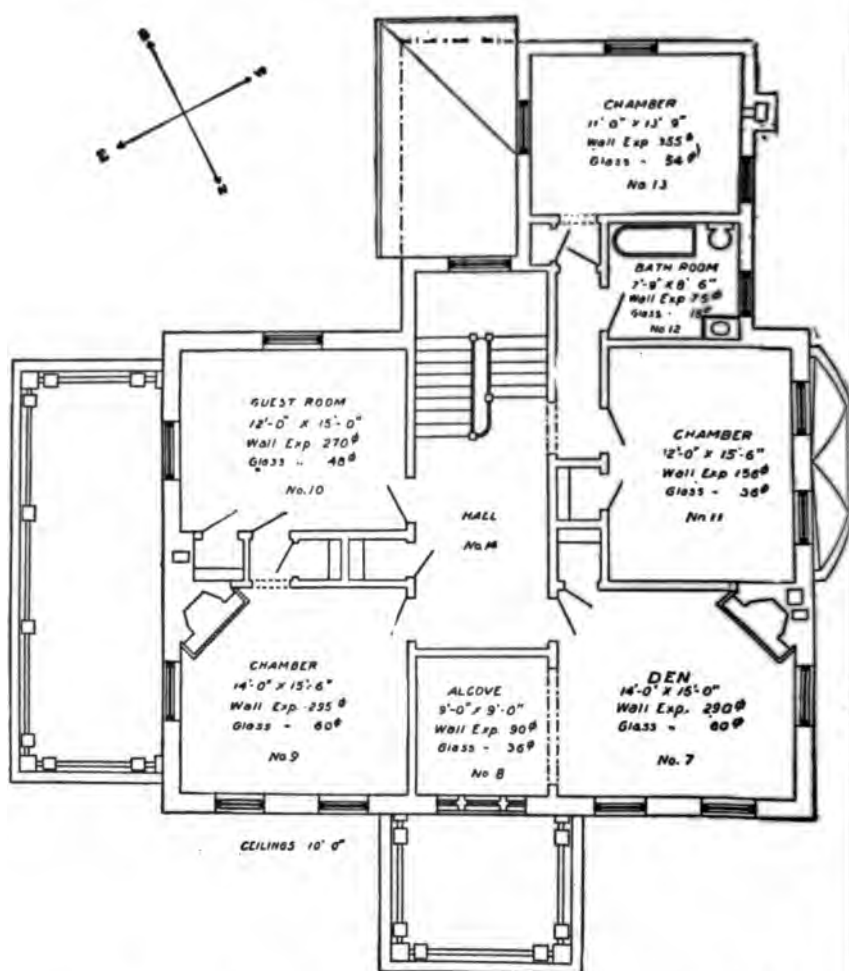 CHAMBER
11'-0" X 13' 9"
Wall Exp 355 ϕ
Glass - 54 ϕ
No. 13
BATH ROOM
7'-9" X 8' 6"
Wall Exp 75 ϕ
Glass - 15 ϕ
No. 12
GUEST ROOM
12'-0" X 15'-0"
Wall Exp. 270 ϕ
Glass " 48 ϕ
No. 10
CHAMBER
12'-0" X 15'-6"
Wall Exp 156 ϕ
Glass - 36 ϕ
No. 11
HALL
No. 14
CHAMBER
14'-0" X 15'-6"
Wall Exp. 295 ϕ
Glass - 60 ϕ
No. 9
ALCOVE
9'-0" X 9'-0"
Wall Exp. 90 ϕ
Glass - 36 ϕ
No 8
DEN
14'-0" X 15'-0"
Wall Exp. 290 ϕ
Glass " 60 ϕ
No. 7
CEILINGS 10' 0"